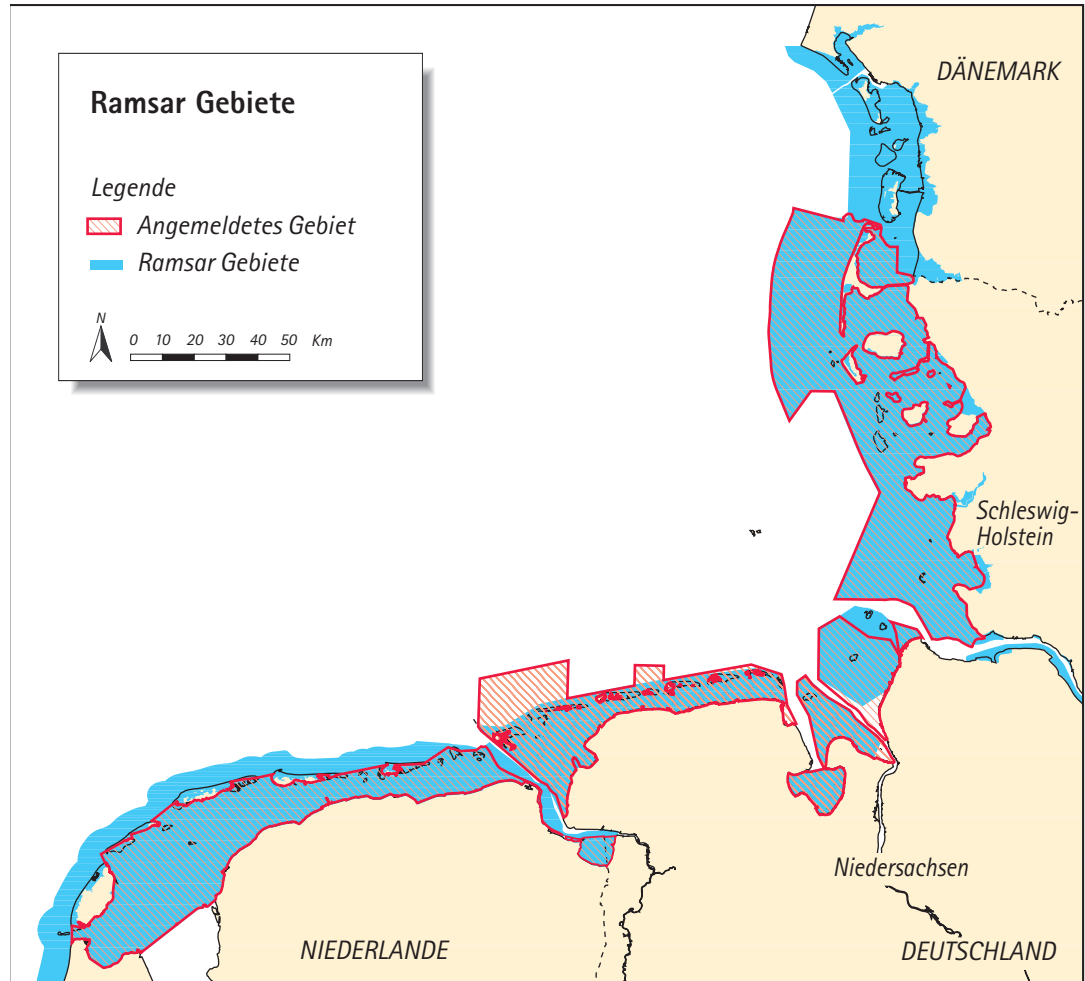 Ramsar Gebiete
Legende
Angemeldetes Gebiet
Ramsar Gebiete
N
0 10 20 30 40 50 Km
DÄNEMARK
Schleswig-
Holstein
Niedersachsen
NIEDERLANDE
DEUTSCHLAND